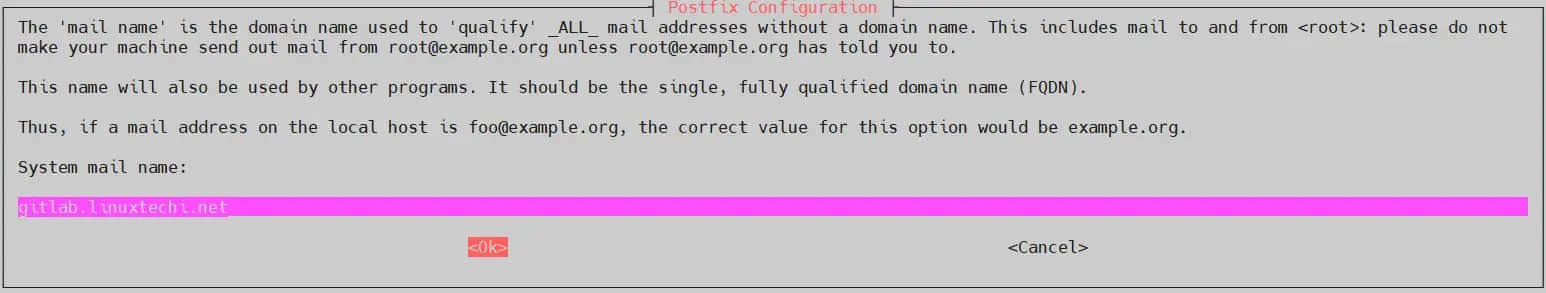 Postfix Configuration
The 'mail name' is the domain name used to 'qualify' _ALL_ mail addresses without a domain name. This includes mail to and from <root>: please do not
make your machine send out mail from root@example.org unless root@example.org has told you to.
This name will also be used by other programs. It should be the single, fully qualified domain name (FQDN).
Thus, if a mail address on the local host is foo@example.org, the correct value for this option would be example.org.
System mail name:
gitlab.linuxtechi.net
<Ok> <Cancel>